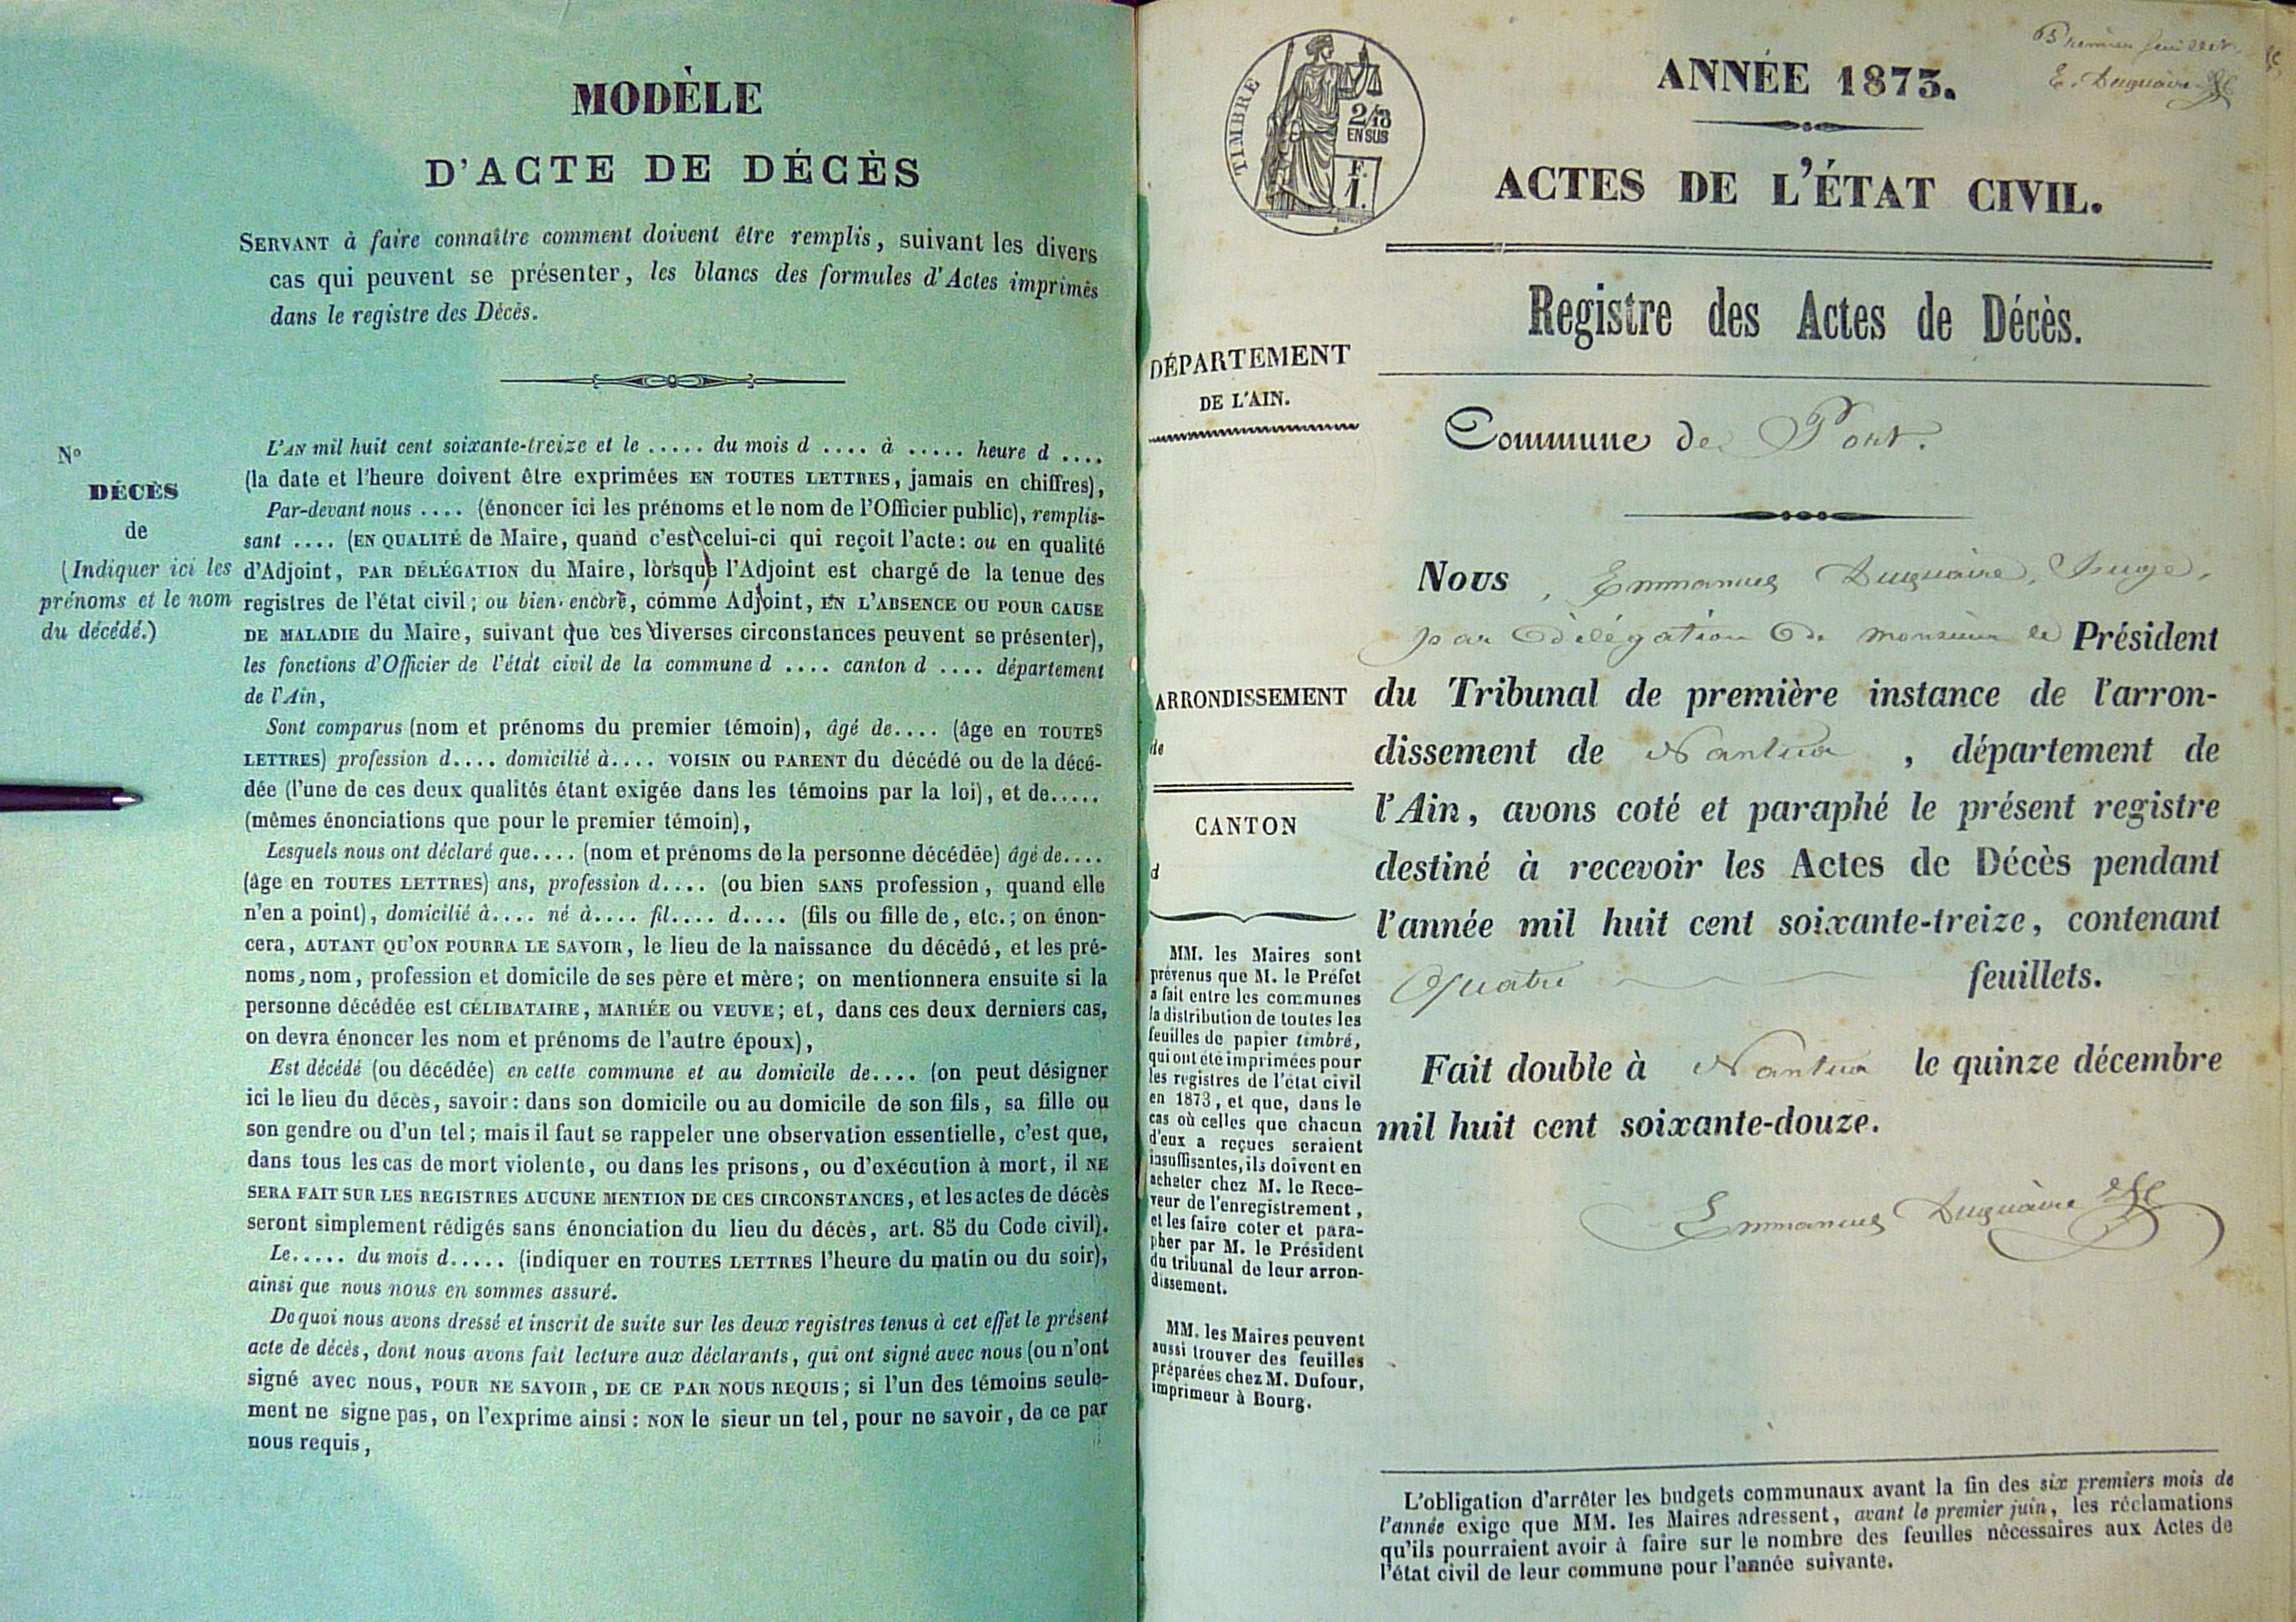 MODÈLE
D'ACTE DE DÉCÈS
SERVANT à faire connaître comment doivent être remplis, suivant les divers
cas qui peuvent se présenter, les blancs des formules d'Actes imprimés
dans le registre des Décès.
Nº
DÉCÈS
de
(Indiquer ici les
prénoms et le nom
du décédé.)
L'AN mil huit cent soixante-treize et le ..... du mois d .... à ..... heure d ....
(la date et l'heure doivent être exprimées EN TOUTES LETTRES, jamais en chiffres),
Par-devant nous .... (énoncer ici les prénoms et le nom de l'Officier public), remplis-
sant .... (EN QUALITÉ de Maire, quand c'est celui-ci qui reçoit l'acte: ou en qualité
d'Adjoint, PAR DÉLÉGATION du Maire, lorsque l'Adjoint est chargé de la tenue des
registres de l'état civil; ou bien encore, comme Adjoint, EN L'ABSENCE OU POUR CAUSE
DE MALADIE du Maire, suivant que ces diverses circonstances peuvent se présenter),
les fonctions d'Officier de l'état civil de la commune d .... canton d .... département
de l'Ain,
Sont comparus (nom et prénoms du premier témoin), âgé de.... (âge en TOUTES
LETTRES) profession d.... domicilié à.... VOISIN OU PARENT du décédé ou de la décé-
dée (l'une de ces deux qualités étant exigée dans les témoins par la loi), et de.....
(mêmes énonciations que pour le premier témoin),
Lesquels nous ont déclaré que.... (nom et prénoms de la personne décédée) âgé de....
(âge en TOUTES LETTRES) ans, profession d.... (ou bien SANS profession, quand elle
n'en a point), domicilié à.... né à.... fil.... d.... (fils ou fille de, etc.; on énon-
cera, AUTANT QU'ON POURRA LE SAVOIR, le lieu de la naissance du décédé, et les pré-
noms, nom, profession et domicile de ses père et mère; on mentionnera ensuite si la
personne décédée est CÉLIBATAIRE, MARIÉE OU VEUVE; et, dans ces deux derniers cas,
on devra énoncer les nom et prénoms de l'autre époux),
Est décédé (ou décédée) en cette commune et au domicile de.... (on peut désigner
ici le lieu du décès, savoir: dans son domicile ou au domicile de son fils, sa fille ou
son gendre ou d'un tel; mais il faut se rappeler une observation essentielle, c'est que,
dans tous les cas de mort violente, ou dans les prisons, ou d'exécution à mort, il NE
SERA FAIT SUR LES REGISTRES AUCUNE MENTION DE CES CIRCONSTANCES, et les actes de décès
seront simplement rédigés sans énonciation du lieu du décès, art. 85 du Code civil).
Le..... du mois d..... (indiquer en TOUTES LETTRES l'heure du matin ou du soir),
ainsi que nous nous en sommes assuré.
De quoi nous avons dressé et inscrit de suite sur les deux registres tenus à cet effet le présent
acte de décès, dont nous avons fait lecture aux déclarants, qui ont signé avec nous (ou n'ont
signé avec nous, POUR NE SAVOIR, DE CE PAR NOUS REQUIS; si l'un des témoins seule-
ment ne signe pas, on l'exprime ainsi: NON le sieur un tel, pour ne savoir, de ce par
nous requis,
TIMBRE
2/10
EN SUS
F.
1.
E. Duguaire
ANNÉE 1873.
ACTES DE L'ÉTAT CIVIL.
Registre des Actes de Décès.
DÉPARTEMENT
DE L'AIN.
ARRONDISSEMENT
de
CANTON
d
MM. les Maires sont
prévenus que M. le Préfet
a fait entre les communes
la distribution de toutes les
feuilles de papier timbré,
qui ont été imprimées pour
les registres de l'état civil
en 1873, et que, dans le
cas où celles que chacun
d'eux a reçues seraient
insuffisantes, ils doivent en
acheter chez M. le Rece-
veur de l'enregistrement,
et les faire coter et para-
pher par M. le Président
du tribunal de leur arron-
dissement.
MM. les Maires peuvent
aussi trouver des feuilles
préparées chez M. Dufour,
imprimeur à Bourg.
Commune de Port.
Nous, Emmanuel Duguaire, Juge,
par délégation de monsieur le Président
du Tribunal de première instance de l'arron-
dissement de Nantua, département de
l'Ain, avons coté et paraphé le présent registre
destiné à recevoir les Actes de Décès pendant
l'année mil huit cent soixante-treize, contenant
Quatre feuillets.
Fait double à Nantua le quinze décembre
mil huit cent soixante-douze.
Emmanuel Duguaire
L'obligation d'arrêter les budgets communaux avant la fin des six premiers mois de
l'année exige que MM. les Maires adressent, avant le premier juin, les réclamations
qu'ils pourraient avoir à faire sur le nombre des feuilles nécessaires aux Actes de
l'état civil de leur commune pour l'année suivante.